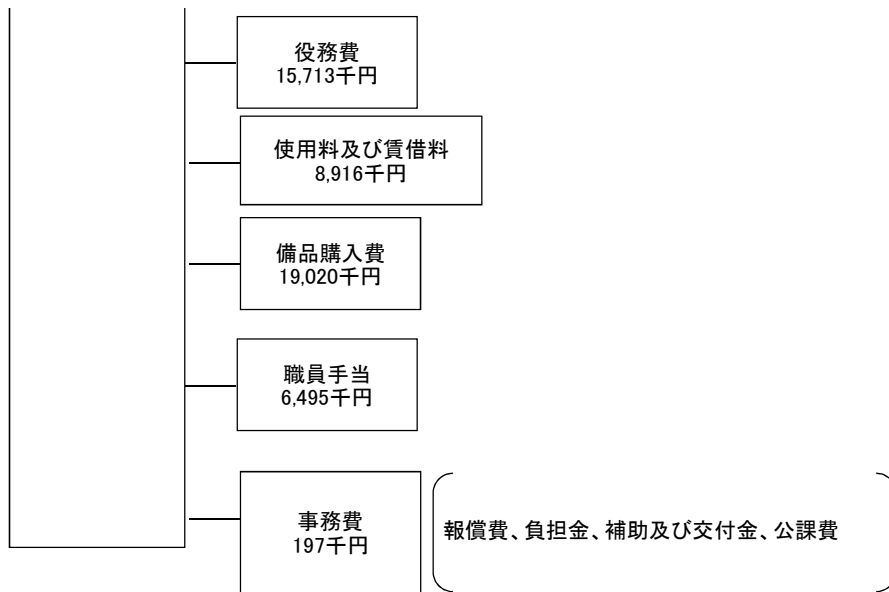 役務費
15,713千円
使用料及び賃借料
8,916千円
備品購入費
19,020千円
職員手当
6,495千円
事務費
197千円
報償費、負担金、補助及び交付金、公課費